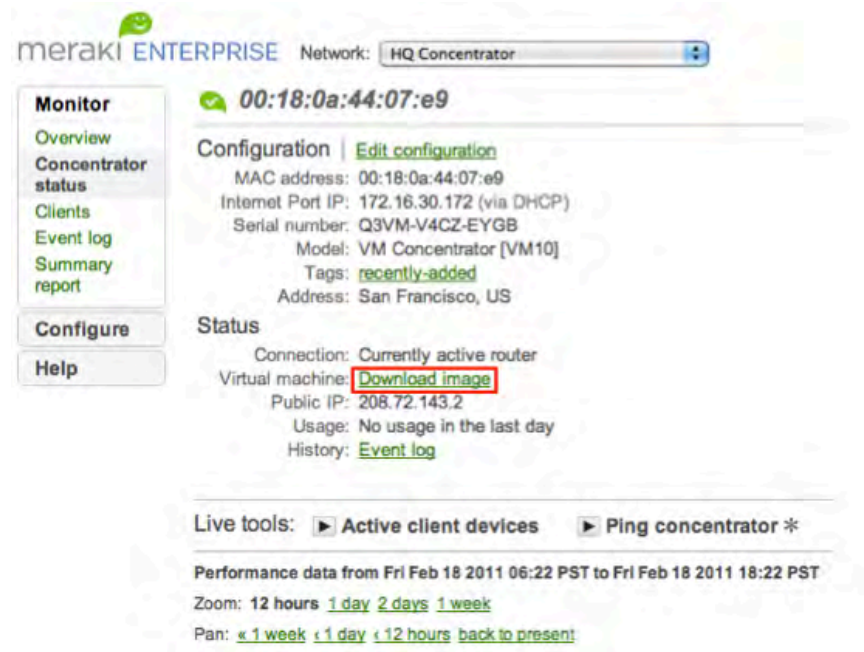 meraki ENTERPRISE Network: HQ Concentrator
Monitor
Overview
Concentrator
status
Clients
Event log
Summary
report
Configure
Help
00:18:0a:44:07:e9
Configuration | Edit configuration
MAC address: 00:18:0a:44:07:e9
Internet Port IP: 172.16.30.172 (via DHCP)
Serial number: Q3VM-V4CZ-EYGB
Model: VM Concentrator [VM10]
Tags: recently-added
Address: San Francisco, US
Status
Connection: Currently active router
Virtual machine: Download image
Public IP: 208.72.143.2
Usage: No usage in the last day
History: Event log
Live tools: ▶ Active client devices ▶ Ping concentrator *
Performance data from Fri Feb 18 2011 06:22 PST to Fri Feb 18 2011 18:22 PST
Zoom: 12 hours 1 day 2 days 1 week
Pan: « 1 week ‹ 1 day ‹ 12 hours back to present